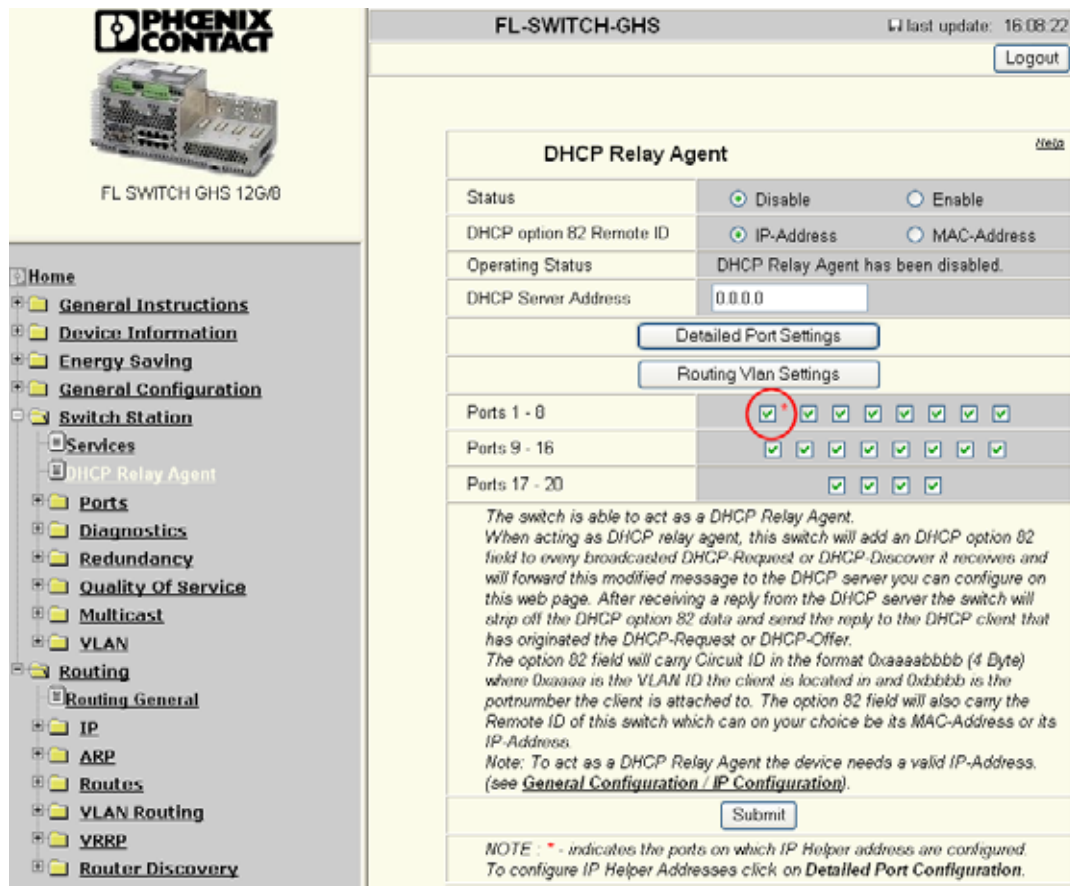 PHŒNIX
CONTACT
FL SWITCH GHS 12G/8
Home
General Instructions
Device Information
Energy Saving
General Configuration
Switch Station
Services
DHCP Relay Agent
Ports
Diagnostics
Redundancy
Quality Of Service
Multicast
VLAN
Routing
Routing General
IP
ARP
Routes
VLAN Routing
VRRP
Router Discovery
FL-SWITCH-GHS last update: 16:08:22
Logout
DHCP Relay Agent Help
Status Disable Enable
DHCP option 82 Remote ID IP-Address MAC-Address
Operating Status DHCP Relay Agent has been disabled.
DHCP Server Address 0.0.0.0
Detailed Port Settings
Routing Vlan Settings
Ports 1 - 8 *
Ports 9 - 16
Ports 17 - 20
The switch is able to act as a DHCP Relay Agent.
When acting as DHCP relay agent, this switch will add an DHCP option 82
field to every broadcasted DHCP-Request or DHCP-Discover it receives and
will forward this modified message to the DHCP server you can configure on
this web page. After receiving a reply from the DHCP server the switch will
strip off the DHCP option 82 data and send the reply to the DHCP client that
has originated the DHCP-Request or DHCP-Offer.
The option 82 field will carry Circuit ID in the format 0xaaaabbbb (4 Byte)
where 0xaaaa is the VLAN ID the client is located in and 0xbbbb is the
portnumber the client is attached to. The option 82 field will also carry the
Remote ID of this switch which can on your choice be its MAC-Address or its
IP-Address.
Note: To act as a DHCP Relay Agent the device needs a valid IP-Address.
(see General Configuration / IP Configuration).
Submit
NOTE : * - indicates the ports on which IP Helper address are configured.
To configure IP Helper Addresses click on Detailed Port Configuration.